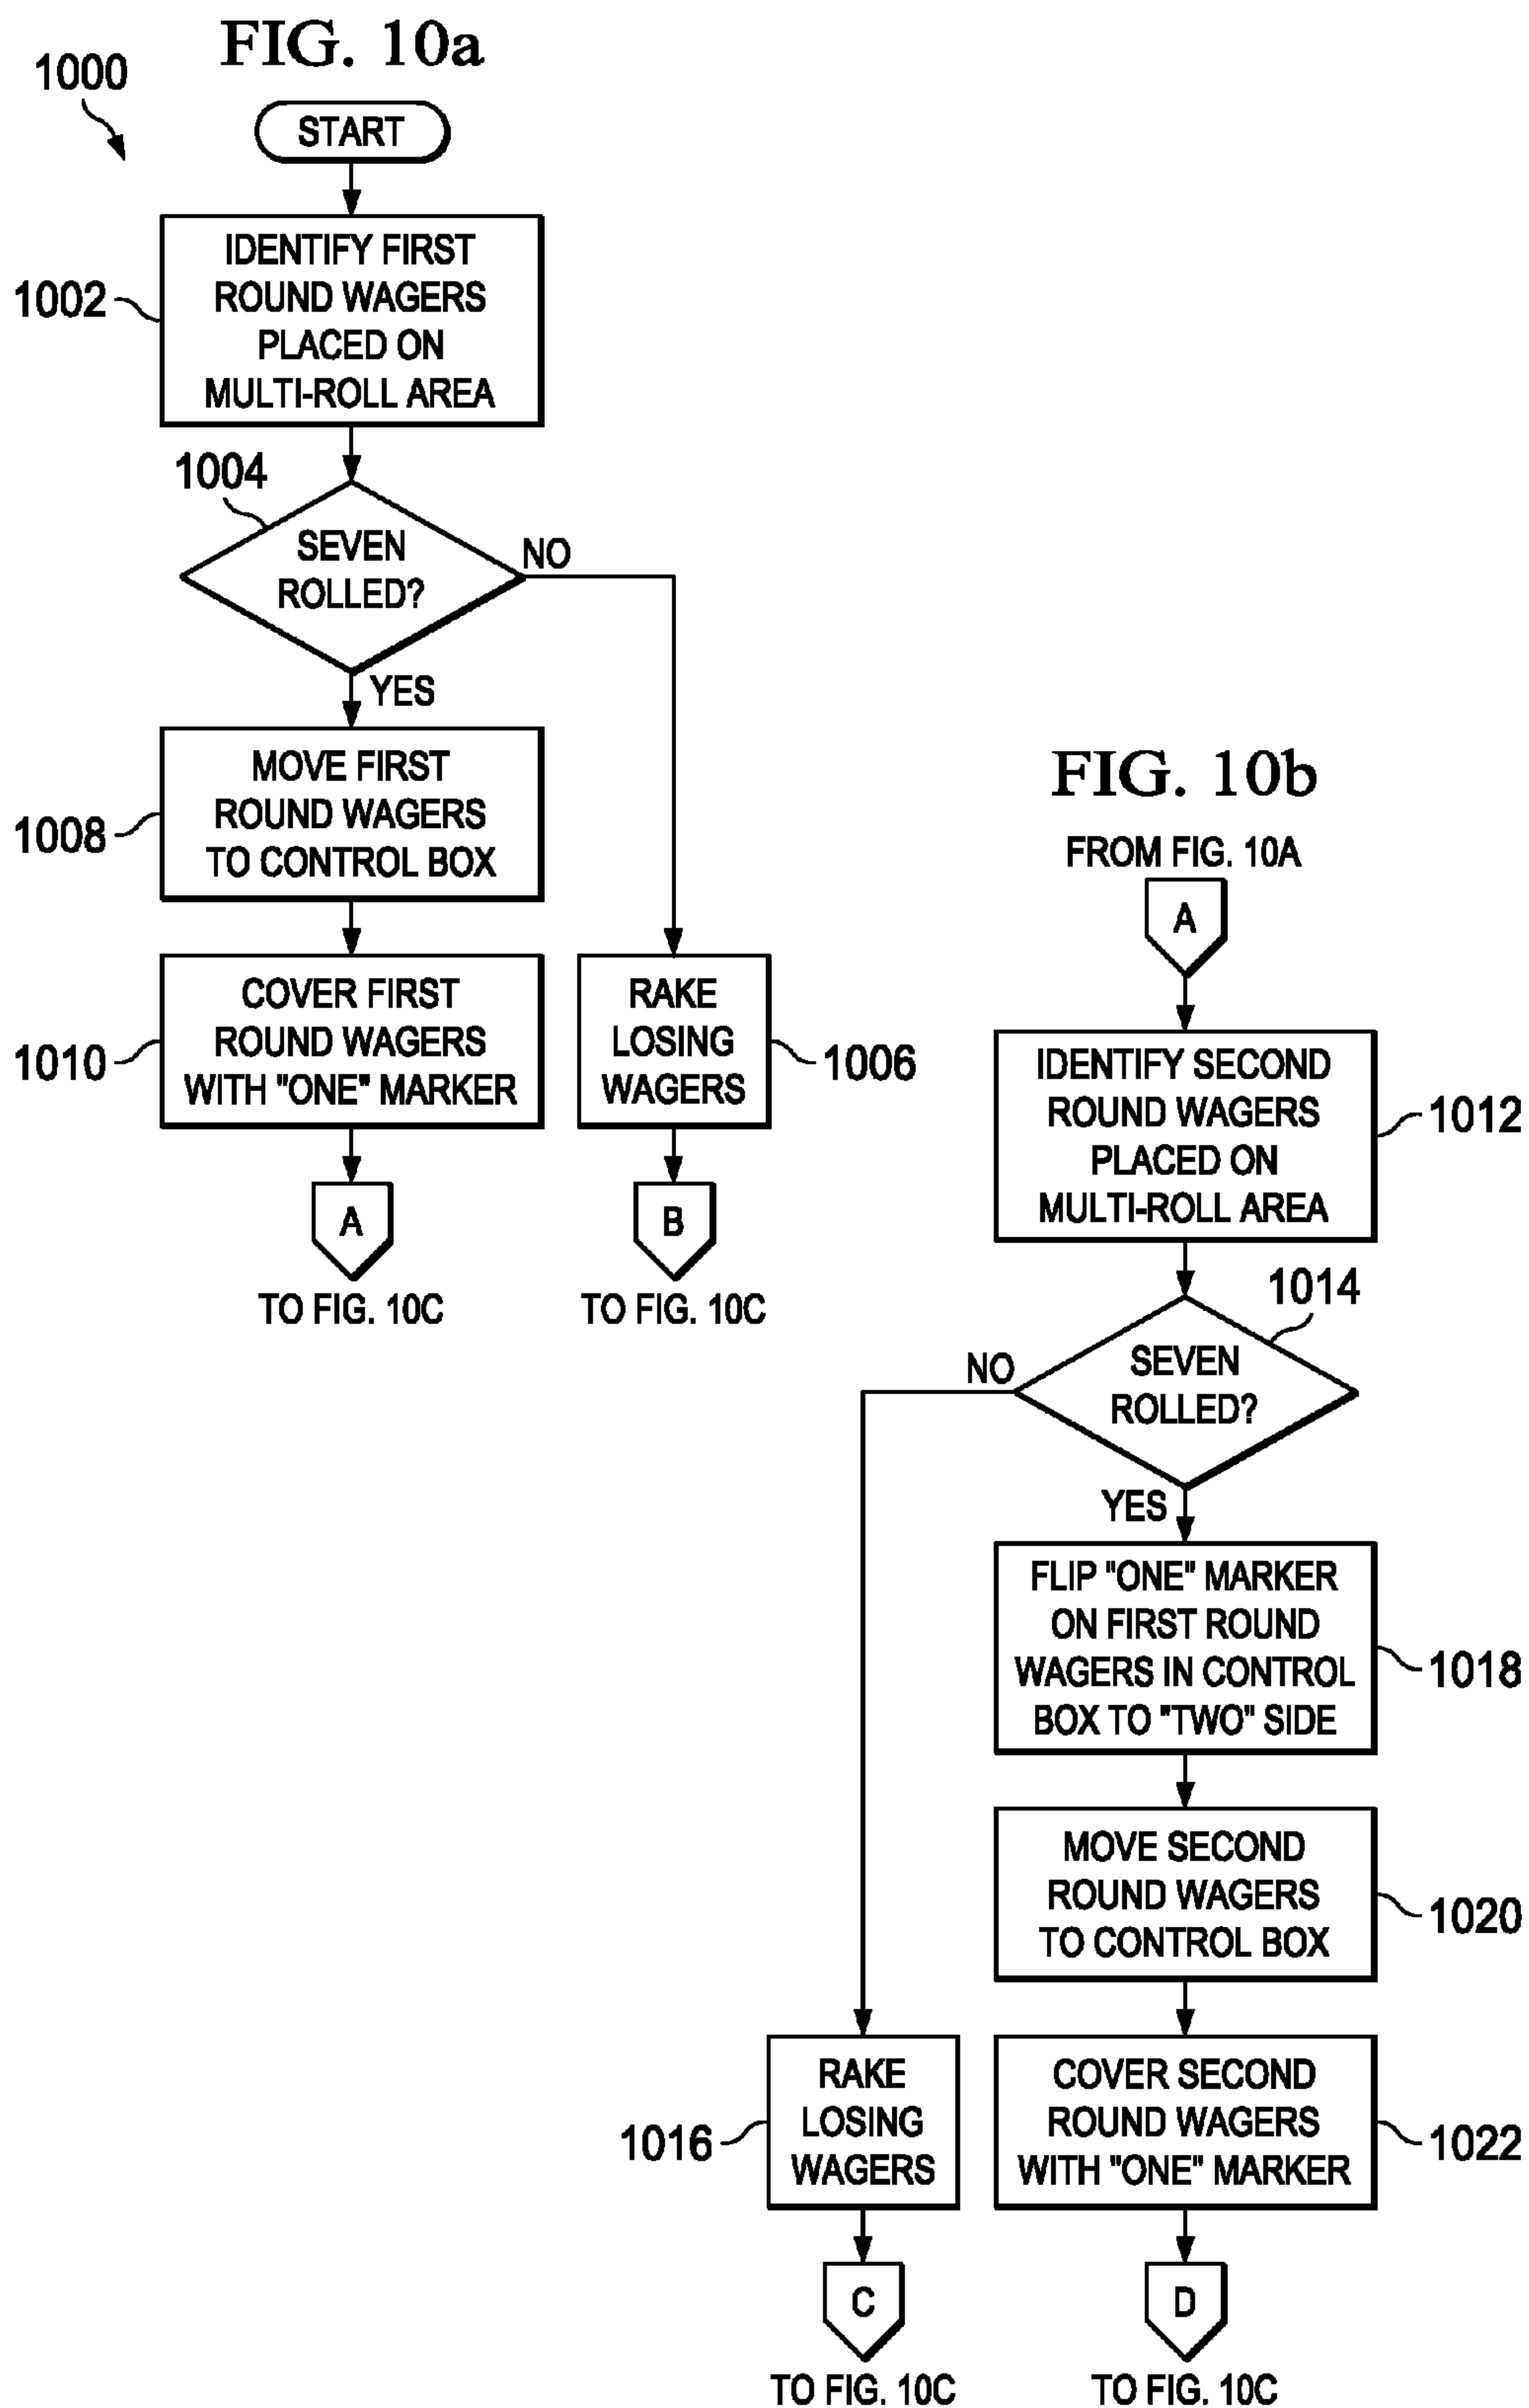 FIG. 10a
1000
START
IDENTIFY FIRST
ROUND WAGERS
PLACED ON
MULTI-ROLL AREA
1002
1004
SEVEN
ROLLED?
NO
YES
MOVE FIRST
ROUND WAGERS
TO CONTROL BOX
1008
COVER FIRST
ROUND WAGERS
WITH "ONE" MARKER
1010
RAKE
LOSING
WAGERS
1006
A
TO FIG. 10C
B
TO FIG. 10C
FIG. 10b
FROM FIG. 10A
A
IDENTIFY SECOND
ROUND WAGERS
PLACED ON
MULTI-ROLL AREA
1012
1014
SEVEN
ROLLED?
NO
YES
FLIP "ONE" MARKER
ON FIRST ROUND
WAGERS IN CONTROL
BOX TO "TWO" SIDE
1018
MOVE SECOND
ROUND WAGERS
TO CONTROL BOX
1020
RAKE
LOSING
WAGERS
1016
COVER SECOND
ROUND WAGERS
WITH "ONE" MARKER
1022
C
TO FIG. 10C
D
TO FIG. 10C